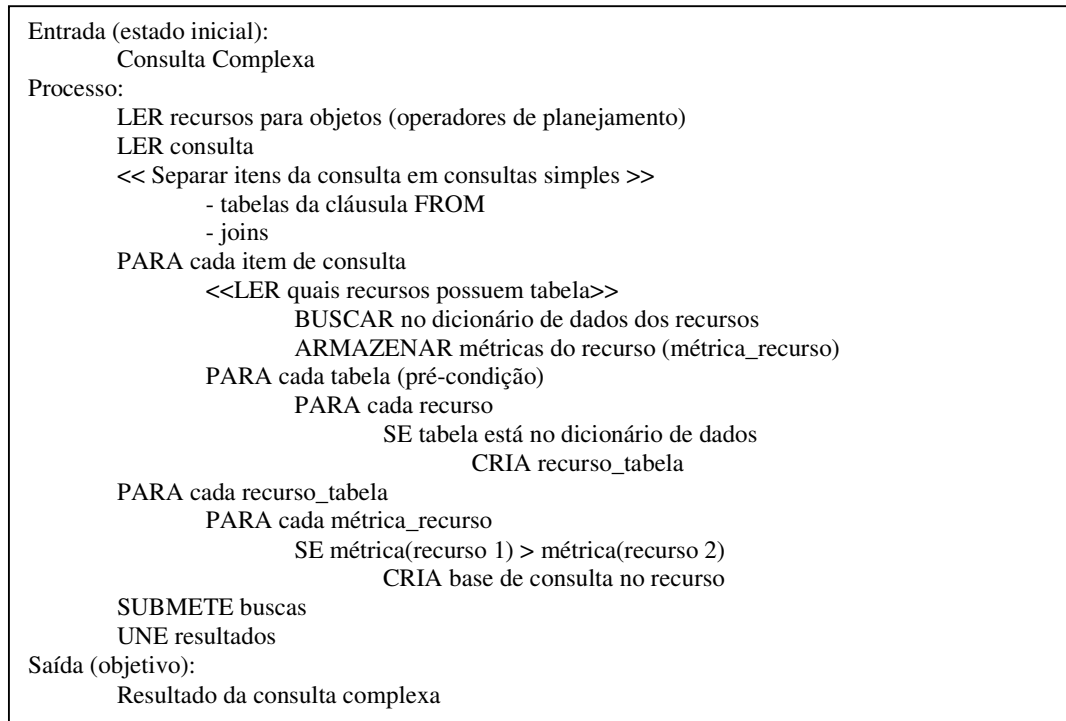 Entrada (estado inicial):
Consulta Complexa
Processo:
LER recursos para objetos (operadores de planejamento)
LER consulta
<< Separar itens da consulta em consultas simples >>
- tabelas da cláusula FROM
- joins
PARA cada item de consulta
<<LER quais recursos possuem tabela>>
BUSCAR no dicionário de dados dos recursos
ARMAZENAR métricas do recurso (métrica_recurso)
PARA cada tabela (pré-condição)
PARA cada recurso
SE tabela está no dicionário de dados
CRIA recurso_tabela
PARA cada recurso_tabela
PARA cada métrica_recurso
SE métrica(recurso 1) > métrica(recurso 2)
CRIA base de consulta no recurso
SUBMETE buscas
UNE resultados
Saída (objetivo):
Resultado da consulta complexa